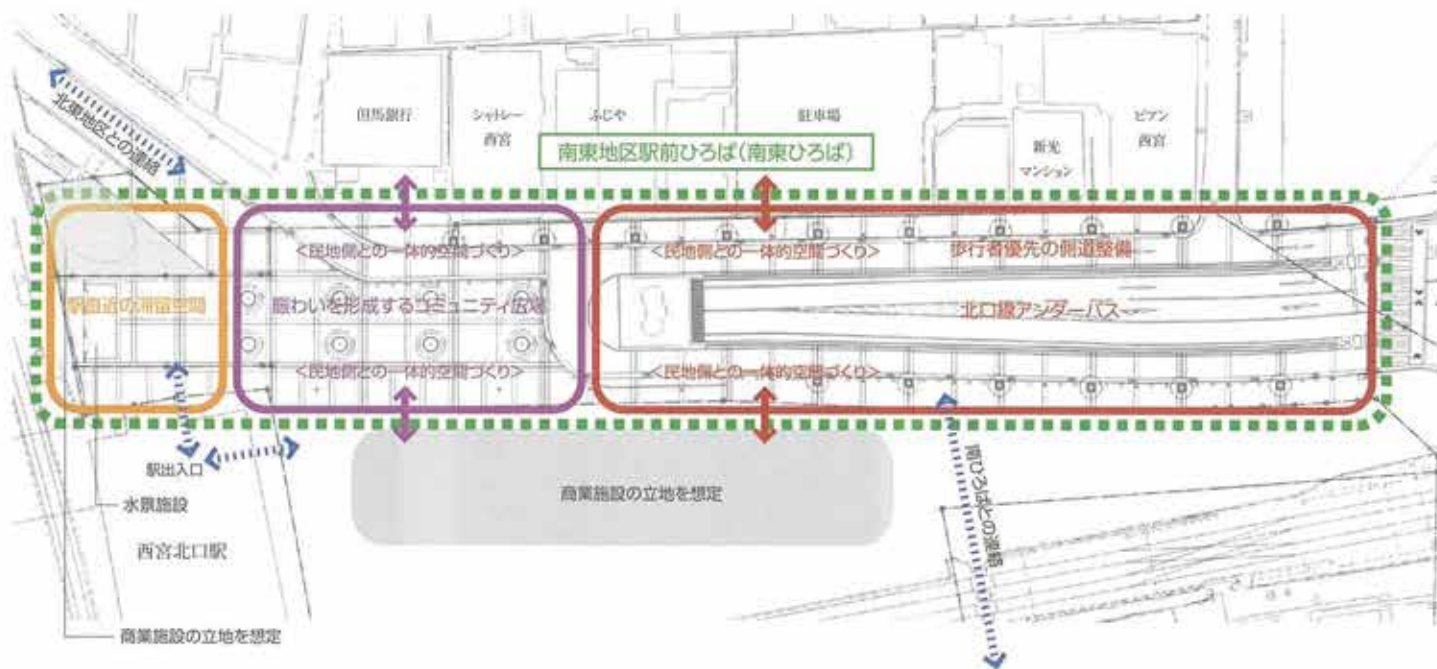 北東地区との連絡
但馬銀行
シャトレー
西宮
ふじや
駐車場
新光
マンション
ビアン
西宮
南東地区駅前ひろば(南東ひろば)
<民地側との一体的空間づくり>
<民地側との一体的空間づくり>
歩行者優先の側道整備
駅直近の滞留空間
賑わいを形成するコミュニティ広場
北口線アンダーパス
<民地側との一体的空間づくり>
<民地側との一体的空間づくり>
駅出入口
水景施設
西宮北口駅
商業施設の立地を想定
南ひろばとの連絡
商業施設の立地を想定